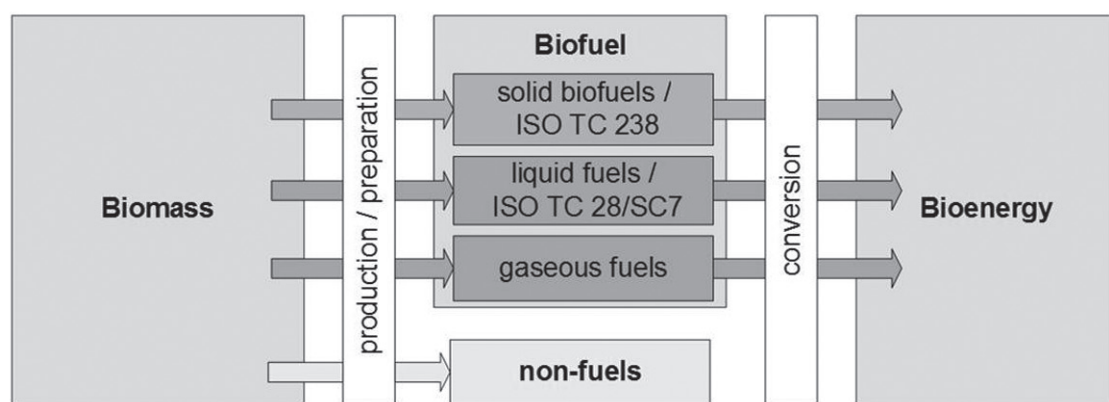 Biomass
production / preparation
Biofuel
solid biofuels /
ISO TC 238
liquid fuels /
ISO TC 28/SC7
gaseous fuels
non-fuels
conversion
Bioenergy